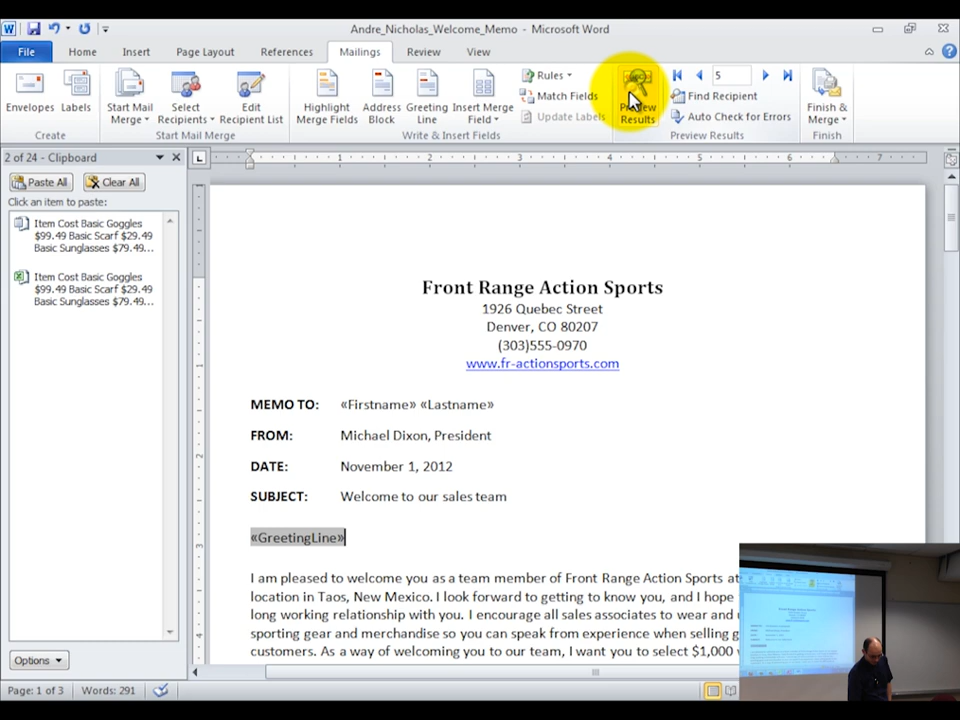 Andre_Nicholas_Welcome_Memo - Microsoft Word
File Home Insert Page Layout References Mailings Review View
Envelopes Labels
Create
Start Mail Merge Select Recipients Edit Recipient List
Start Mail Merge
Highlight Merge Fields Address Block Greeting Line Insert Merge Field
Rules
Match Fields
Update Labels
Write & Insert Fields
Preview Results
5
Find Recipient
Auto Check for Errors
Preview Results
Finish & Merge
Finish
2 of 24 - Clipboard
Paste All Clear All
Click an item to paste:
Item Cost Basic Goggles
$99.49 Basic Scarf $29.49
Basic Sunglasses $79.49...
Item Cost Basic Goggles
$99.49 Basic Scarf $29.49
Basic Sunglasses $79.49...
Options
1 2 3 4 5 6 7
Front Range Action Sports
1926 Quebec Street
Denver, CO 80207
(303)555-0970
www.fr-actionsports.com
MEMO TO: «Firstname» «Lastname»
FROM: Michael Dixon, President
DATE: November 1, 2012
SUBJECT: Welcome to our sales team
«GreetingLine»
I am pleased to welcome you as a team member of Front Range Action Sports at
location in Taos, New Mexico. I look forward to getting to know you, and I hope
long working relationship with you. I encourage all sales associates to wear and
sporting gear and merchandise so you can speak from experience when selling
customers. As a way of welcoming you to our team, I want you to select $1,000
Page: 1 of 3 Words: 291